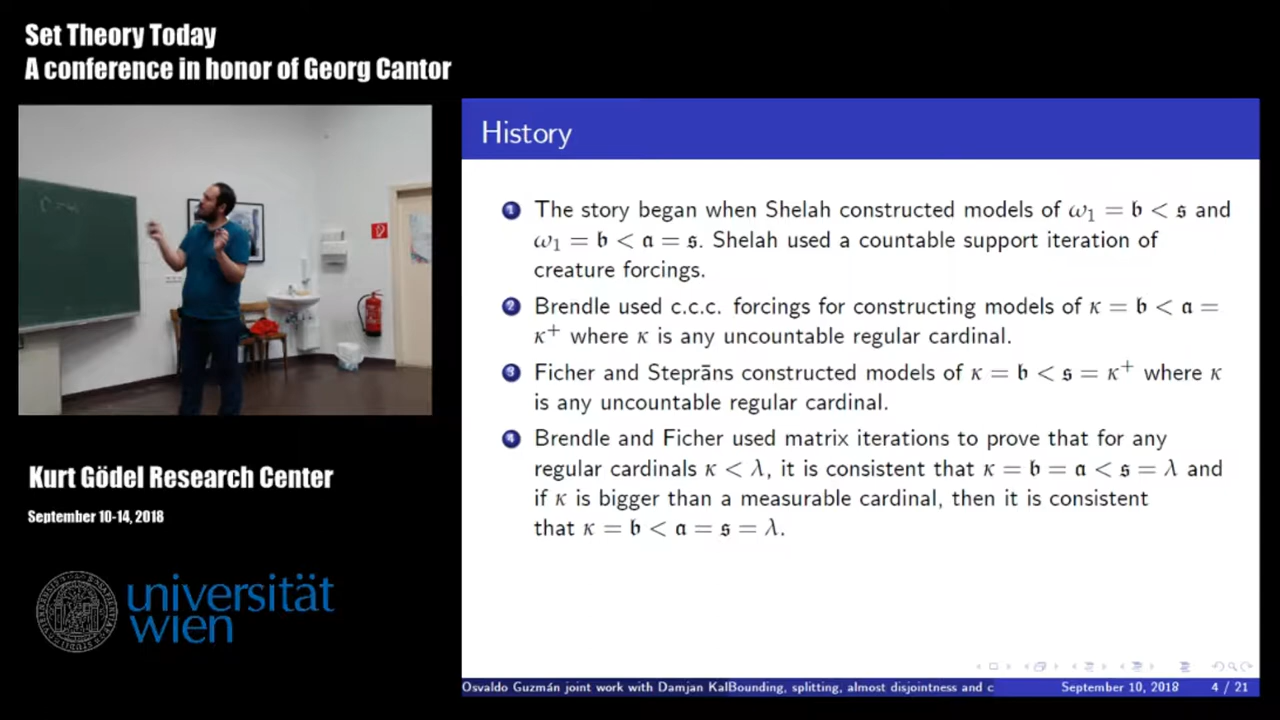 Set Theory Today
A conference in honor of Georg Cantor
History
1 The story began when Shelah constructed models of ω₁ = 𝔟 < 𝔰 and
ω₁ = 𝔟 < 𝔞 = 𝔰. Shelah used a countable support iteration of
creature forcings.
2 Brendle used c.c.c. forcings for constructing models of κ = 𝔟 < 𝔞 =
κ⁺ where κ is any uncountable regular cardinal.
3 Ficher and Steprāns constructed models of κ = 𝔟 < 𝔰 = κ⁺ where κ
is any uncountable regular cardinal.
4 Brendle and Ficher used matrix iterations to prove that for any
regular cardinals κ < λ, it is consistent that κ = 𝔟 = 𝔞 < 𝔰 = λ and
if κ is bigger than a measurable cardinal, then it is consistent
that κ = 𝔟 < 𝔞 = 𝔰 = λ.
Kurt Gödel Research Center
September 10-14, 2018
universität
wien
Osvaldo Guzmán joint work with Damjan KalBounding, splitting, almost disjointness and c
September 10, 2018
4 / 21